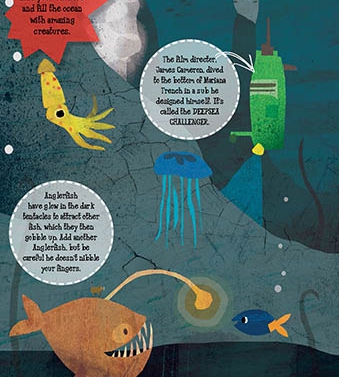 and fill the ocean
with amazing
creatures.
The film director,
James Cameron, dived
to the bottom of Mariana
Trench in a sub he
designed himself. It's
called the DEEPSEA
CHALLENGER.
Anglerfish
have glow in the dark
tentacles to attract other
fish, which they then
gobble up. Add another
Anglerfish, but be
careful he doesn't nibble
your fingers.